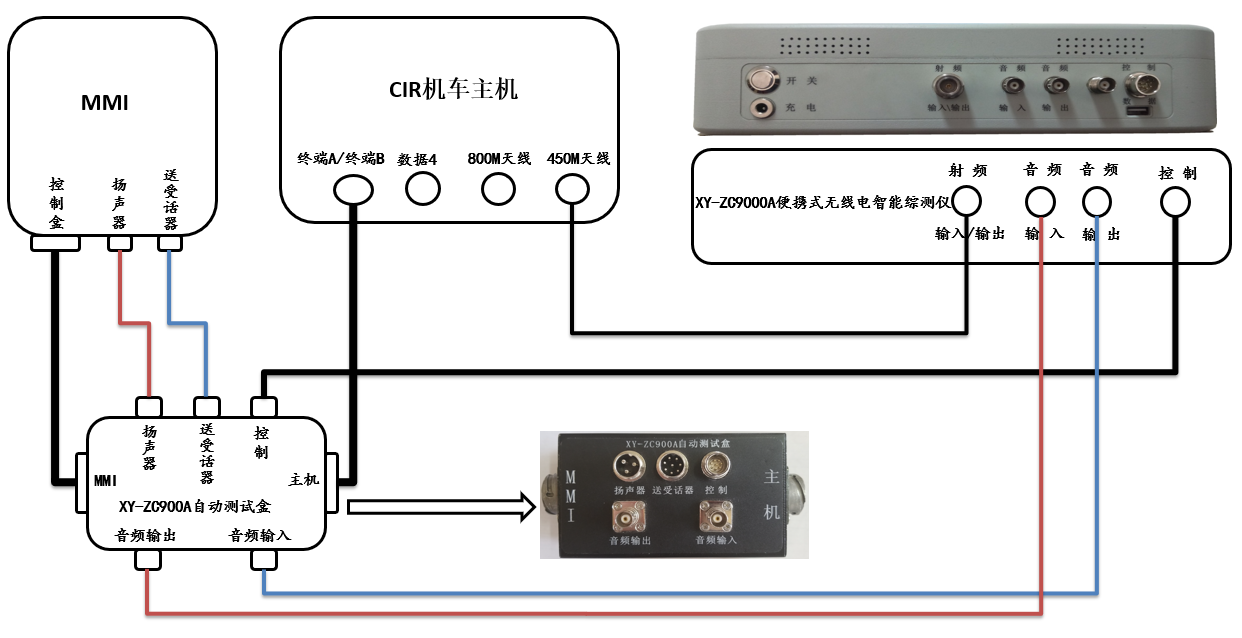 MMI
控制盒
扬声器
送受话器
CIR机车主机
终端A/终端B
数据4
800M天线
450M天线
开关
充电
射频
输入\输出
音频
输入
音频
输出
控制
数据
XY-ZC9000A便携式无线电智能综测仪
射频
输入/输出
音频
输入
音频
输出
控制
扬声器
送受话器
控制
MMI
主机
XY-ZC900A自动测试盒
音频输出
音频输入
XY-ZC900A自动测试盒
MMI
扬声器
送受话器
控制
主机
音频输出
音频输入